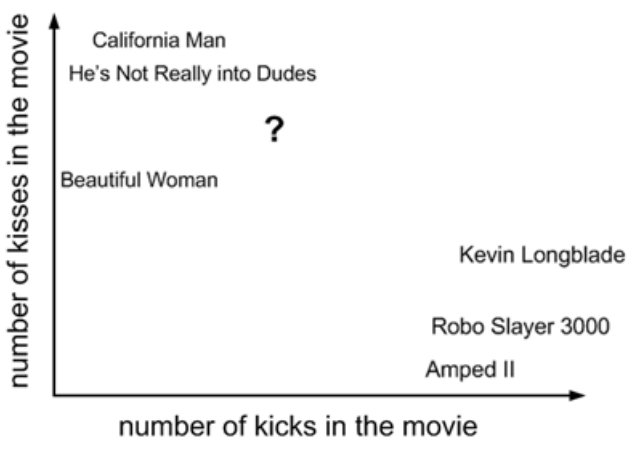 number of kisses in the movie
California Man
He's Not Really into Dudes
?
Beautiful Woman
Kevin Longblade
Robo Slayer 3000
Amped II
number of kicks in the movie